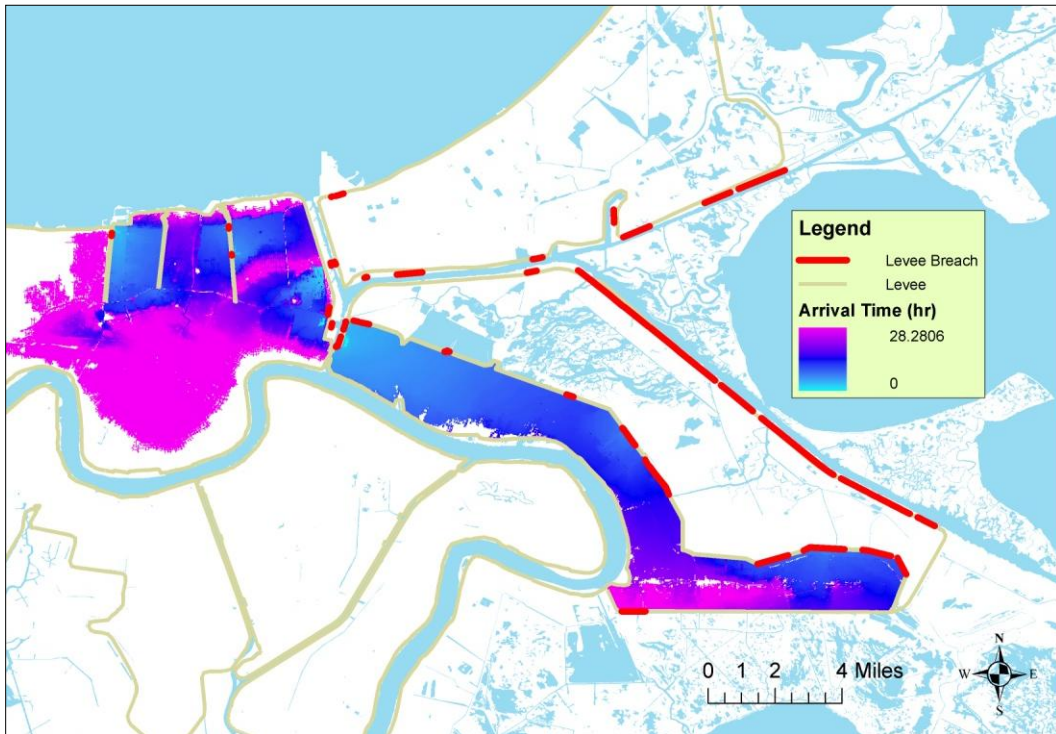 Legend
Levee Breach
Levee
Arrival Time (hr)
28.2806
0
0 1 2 4 Miles
N
W E
S